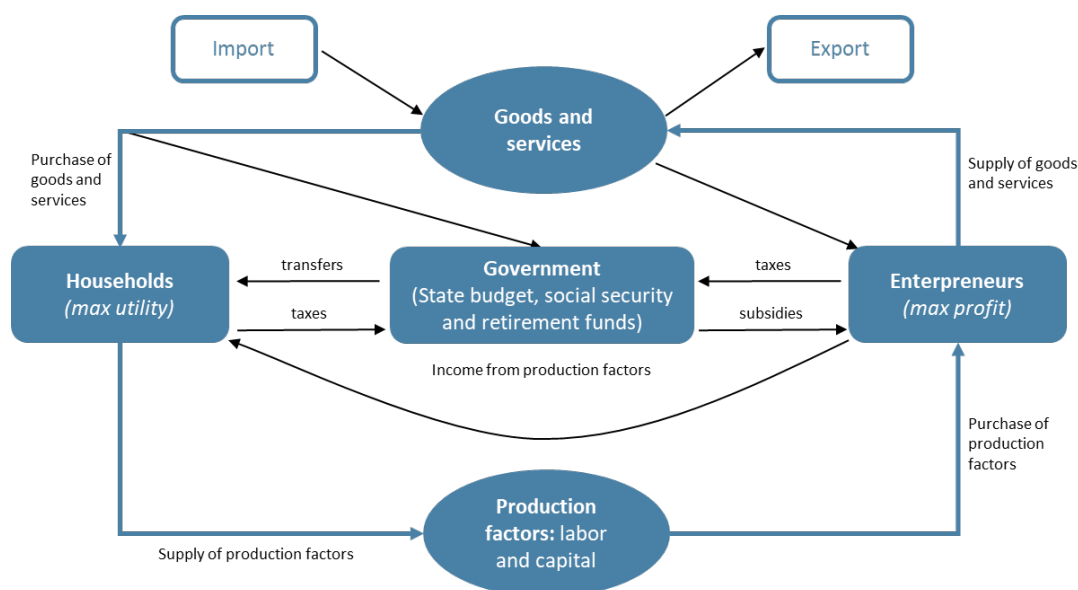 Import
Export
Goods and
services
Purchase of
goods and
services
Supply of goods
and services
Households
(max utility)
transfers
taxes
Government
(State budget, social security
and retirement funds)
taxes
subsidies
Enterpreneurs
(max profit)
Income from production factors
Purchase of
production
factors
Production
factors: labor
and capital
Supply of production factors